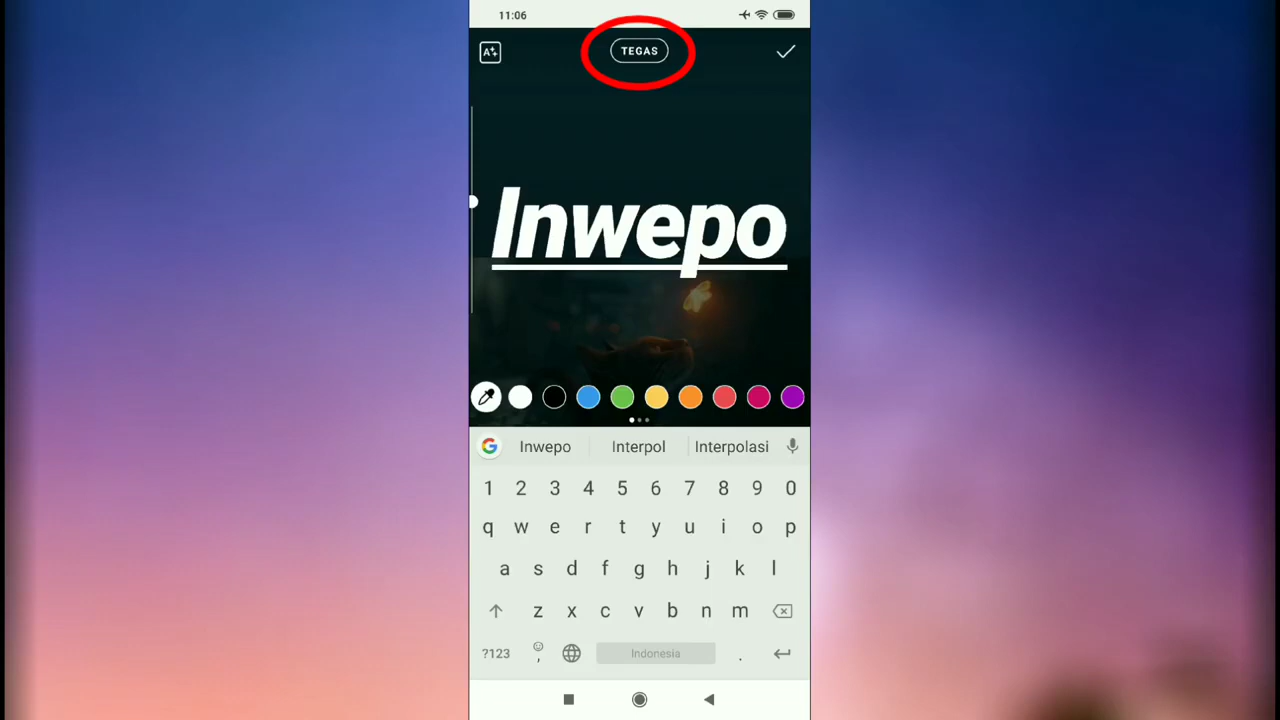 11:06
A
TEGAS
Inwepo
G Inwepo Interpol Interpolasi
1 2 3 4 5 6 7 8 9 0
q w e r t y u i o p
a s d f g h j k l
z x c v b n m
?123 , Indonesia .